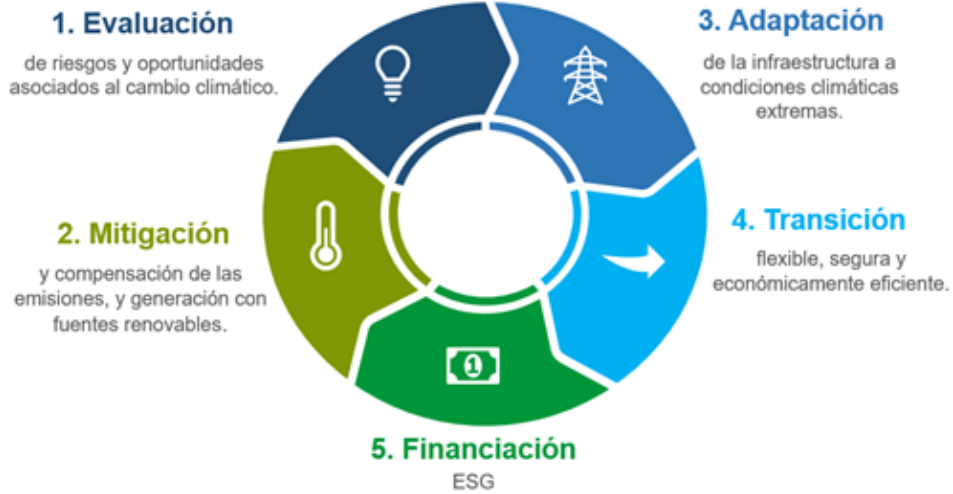 1. Evaluación
de riesgos y oportunidades
asociados al cambio climático.
2. Mitigación
y compensación de las
emisiones, y generación con
fuentes renovables.
3. Adaptación
de la infraestructura a
condiciones climáticas
extremas.
4. Transición
flexible, segura y
económicamente eficiente.
1
5. Financiación
ESG